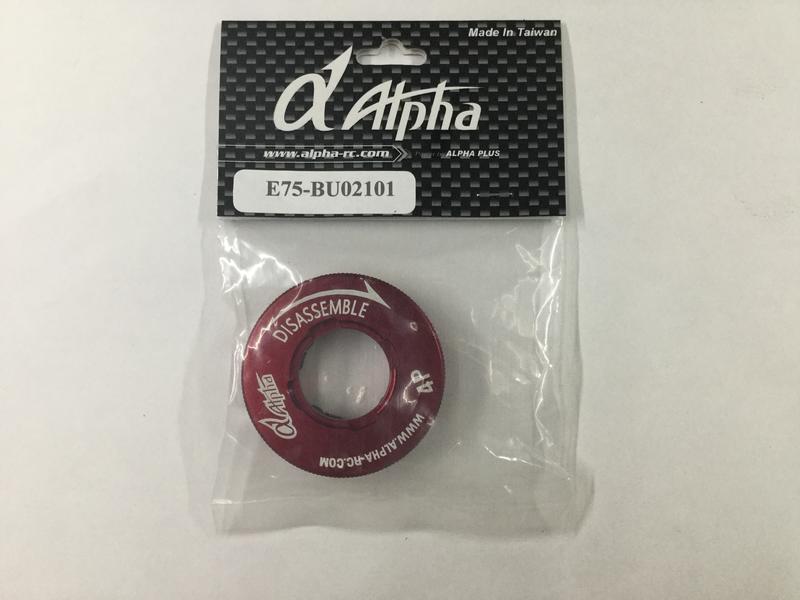 Made In Taiwan
α Alpha
www.alpha-rc.com
ALPHA PLUS
E75-BU02101
DISASSEMBLE
α Alpha
4P
WWW.ALPHA-RC.COM